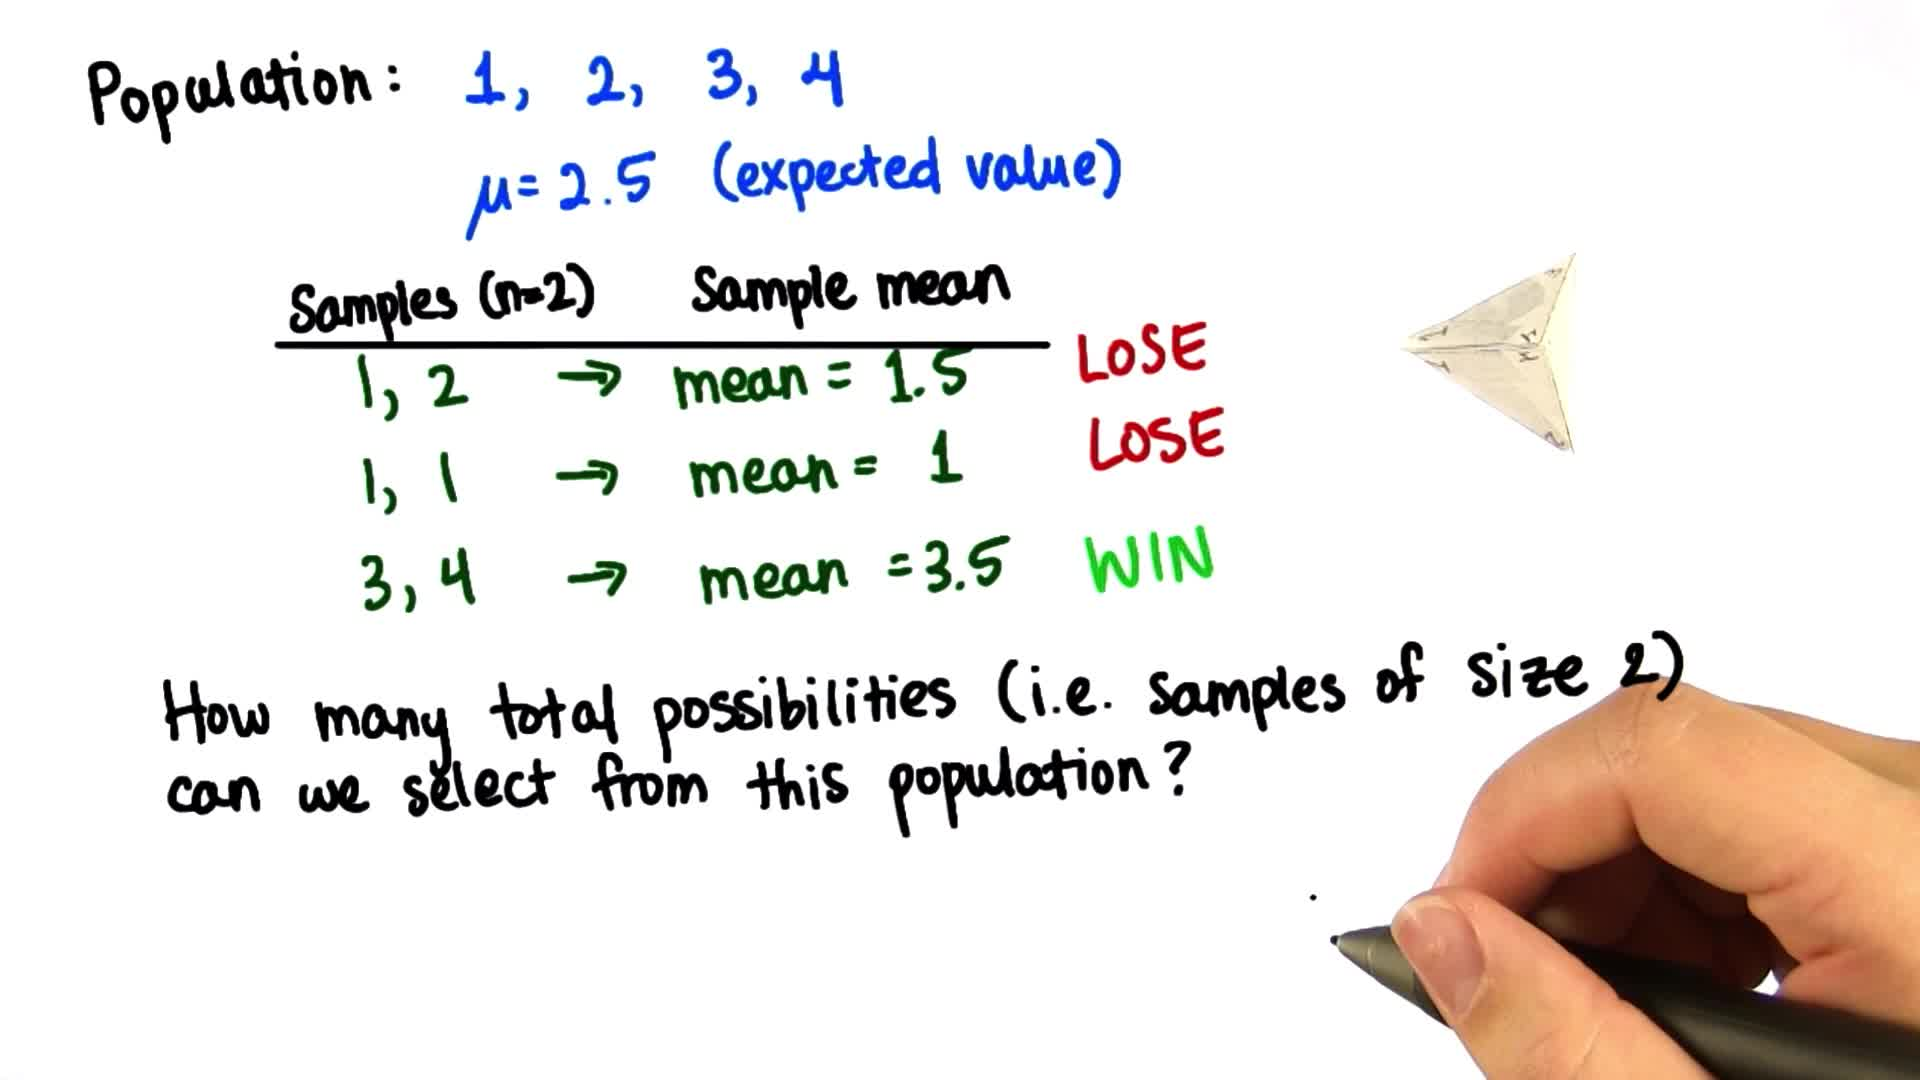 Population: 1, 2, 3, 4
μ = 2.5 (expected value)
Samples (n=2) Sample mean
1, 2 → mean = 1.5 LOSE
1, 1 → mean = 1 LOSE
3, 4 → mean = 3.5 WIN
How many total possibilities (i.e. samples of size 2)
can we select from this population?